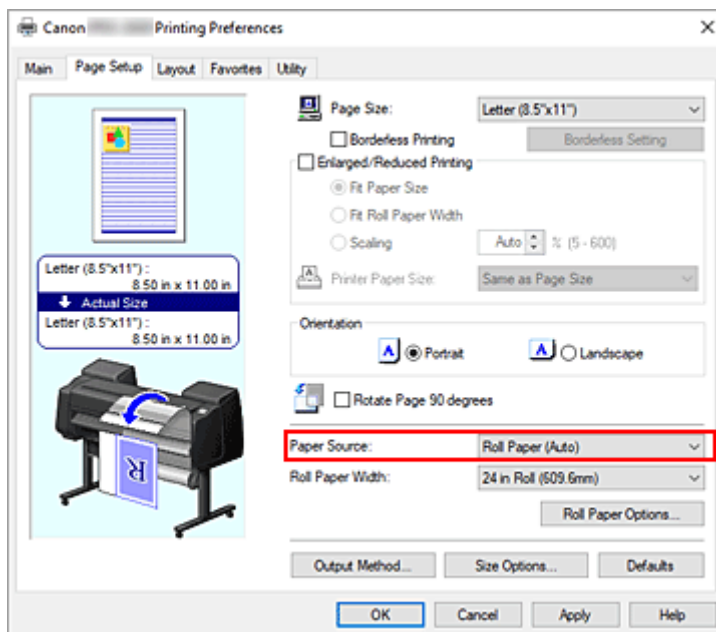 Canon Printing Preferences
Main Page Setup Layout Favorites Utility
Page Size: Letter (8.5"x11")
Borderless Printing Borderless Setting
Enlarged/Reduced Printing
Fit Paper Size
Fit Roll Paper Width
Scaling Auto % (5 - 600)
Printer Paper Size: Same as Page Size
Letter (8.5"x11") :
8.50 in x 11.00 in
Actual Size
Letter (8.5"x11") :
8.50 in x 11.00 in
Orientation
A Portrait A Landscape
Rotate Page 90 degrees
R
Paper Source: Roll Paper (Auto)
Roll Paper Width: 24 in Roll (609.6mm)
Roll Paper Options...
Output Method... Size Options... Defaults
OK Cancel Apply Help